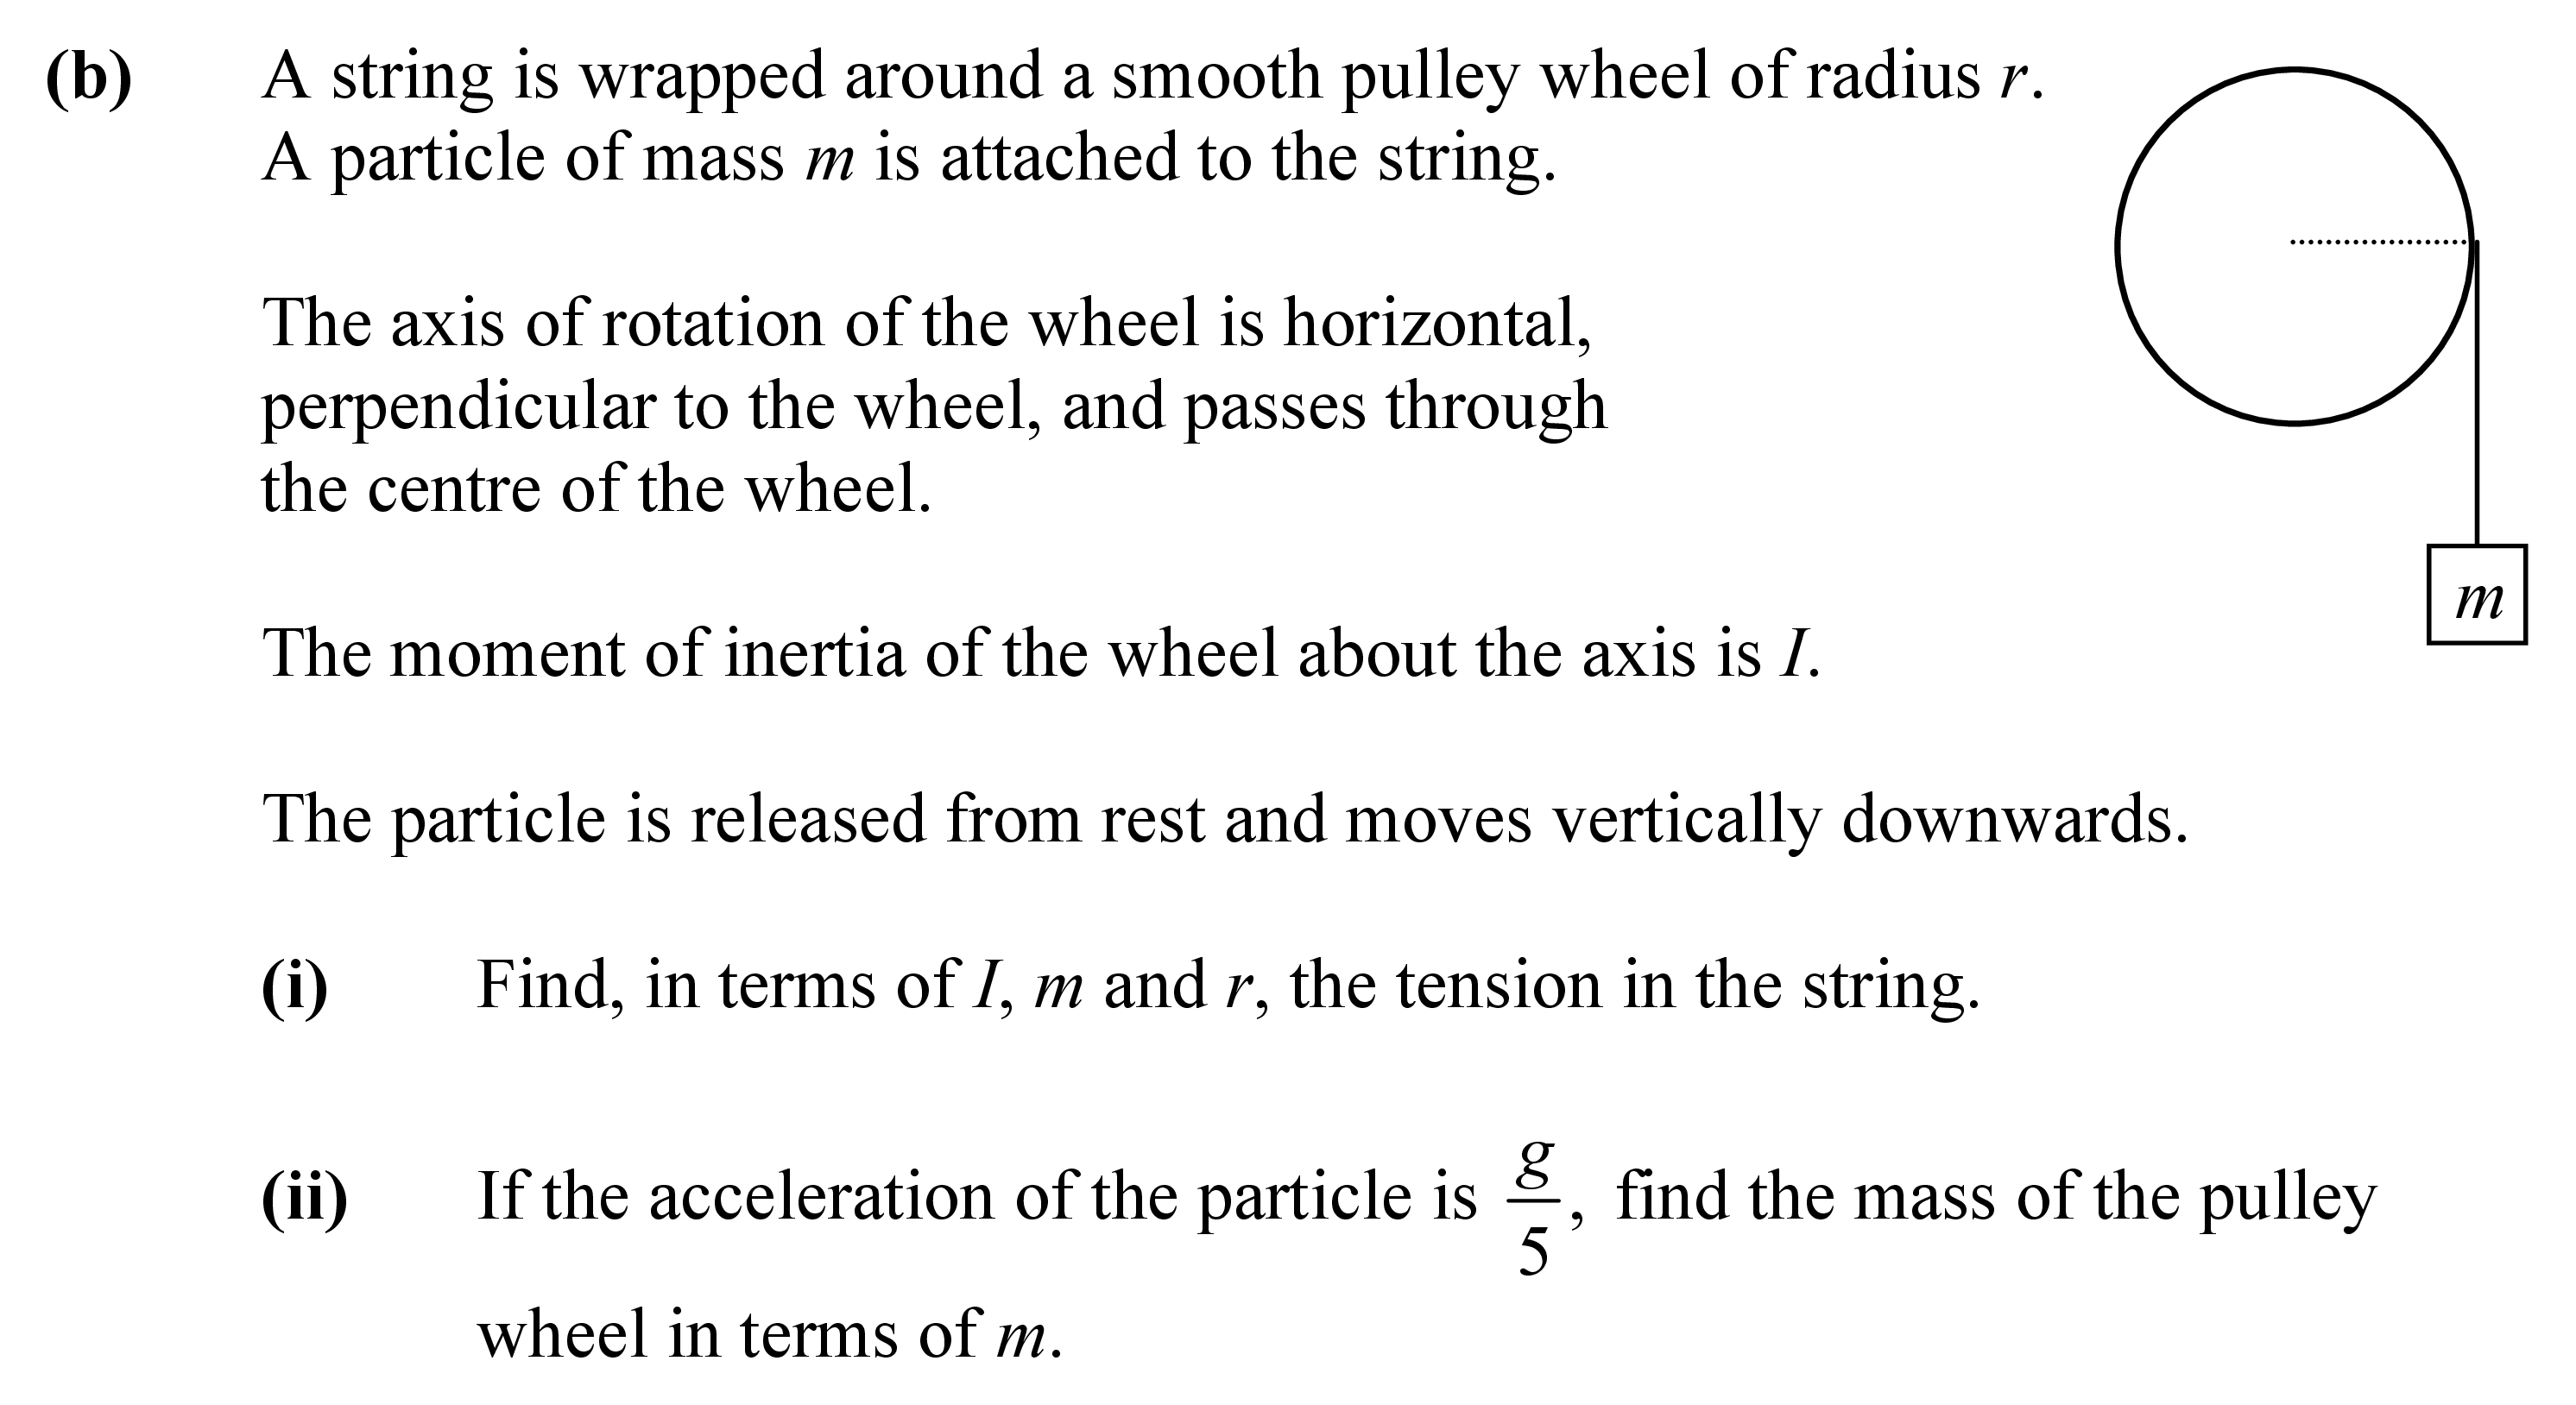 (b) A string is wrapped around a smooth pulley wheel of radius r.
A particle of mass m is attached to the string.
The axis of rotation of the wheel is horizontal,
perpendicular to the wheel, and passes through
the centre of the wheel.
m
The moment of inertia of the wheel about the axis is I.
The particle is released from rest and moves vertically downwards.
(i) Find, in terms of I, m and r, the tension in the string.
(ii) If the acceleration of the particle is g/5, find the mass of the pulley
wheel in terms of m.